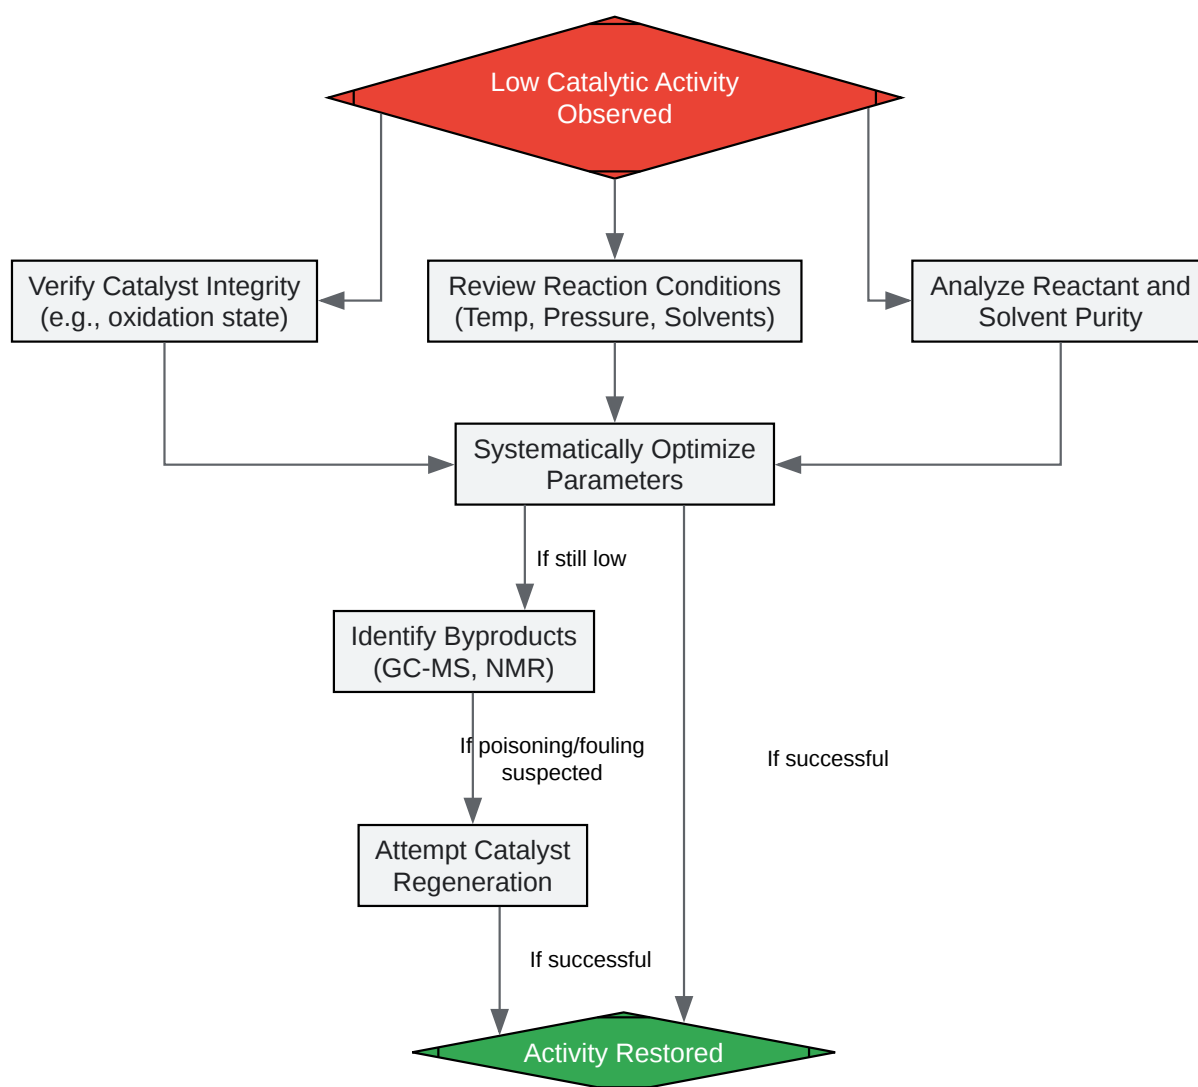 Low Catalytic Activity
Observed
Verify Catalyst Integrity
(e.g., oxidation state)
Review Reaction Conditions
(Temp, Pressure, Solvents)
Analyze Reactant and
Solvent Purity
Systematically Optimize
Parameters
If still low
Identify Byproducts
(GC-MS, NMR)
If poisoning/fouling
suspected
If successful
Attempt Catalyst
Regeneration
If successful
Activity Restored